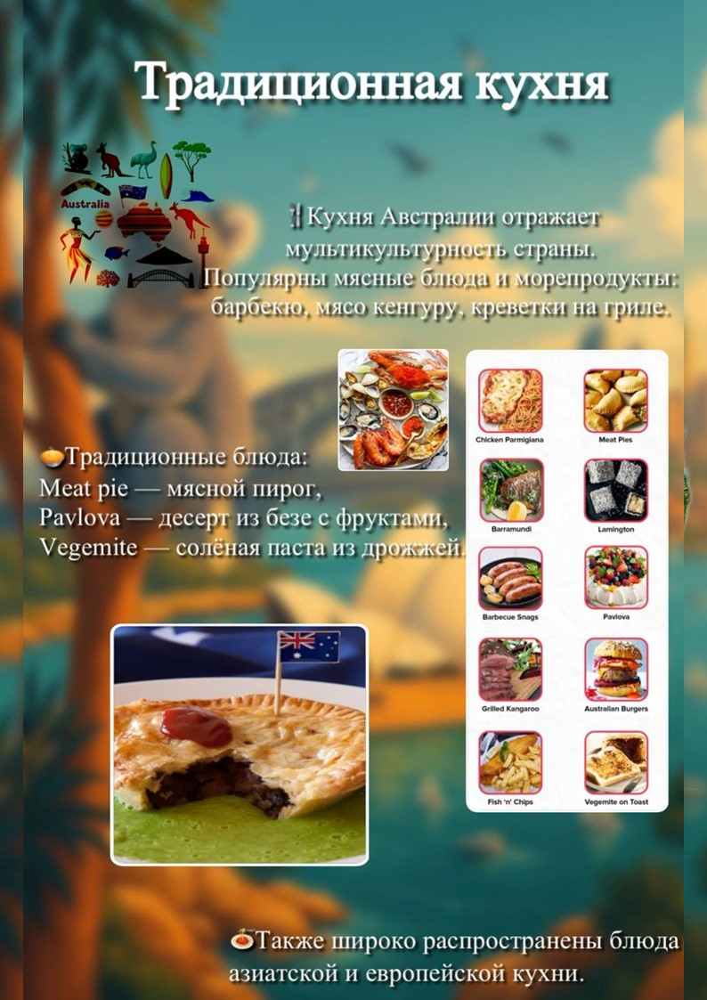 Традиционная кухня
Australia
🍴Кухня Австралии отражает
мультикультурность страны.
Популярны мясные блюда и морепродукты:
барбекю, мясо кенгуру, креветки на гриле.
🥧Традиционные блюда:
Meat pie — мясной пирог,
Pavlova — десерт из безе с фруктами,
Vegemite — солёная паста из дрожжей.
Chicken Parmigiana
Meat Pies
Barramundi
Lamington
Barbecue Snags
Pavlova
Grilled Kangaroo
Australian Burgers
Fish 'n' Chips
Vegemite on Toast
🍝Также широко распространены блюда
азиатской и европейской кухни.